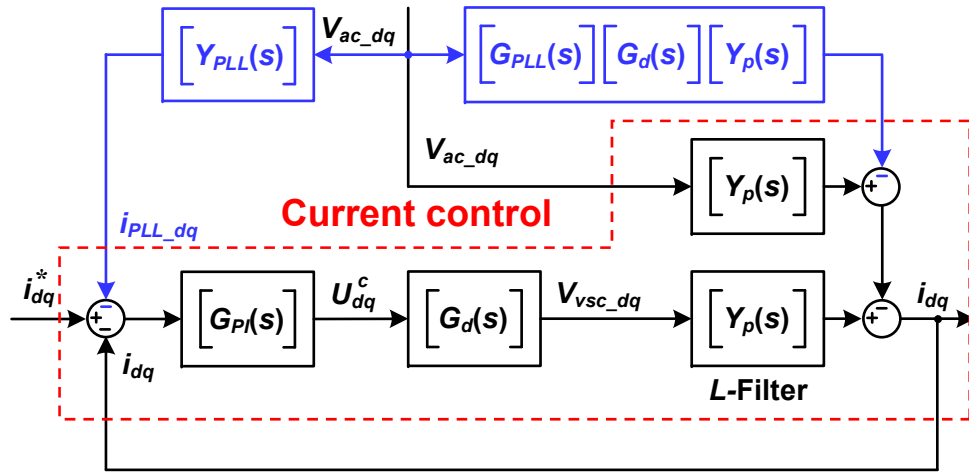 V_ac_dq
[Y_PLL(s)]
[G_PLL(s)][G_d(s)][Y_p(s)]
V_ac_dq
[Y_p(s)]
+ −
Current control
i_PLL_dq
i*_dq
+ − −
[G_PI(s)]
U^c_dq
[G_d(s)]
V_vsc_dq
[Y_p(s)]
+ −
i_dq
i_dq
L-Filter